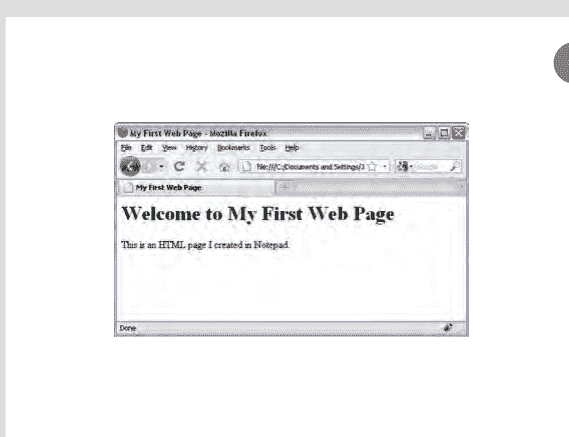 My First Web Page - Mozilla Firefox
File Edit View History Bookmarks Tools Help
file:///C:/Documents and Settings/J
My First Web Page
Welcome to My First Web Page
This is an HTML page I created in Notepad.
Done